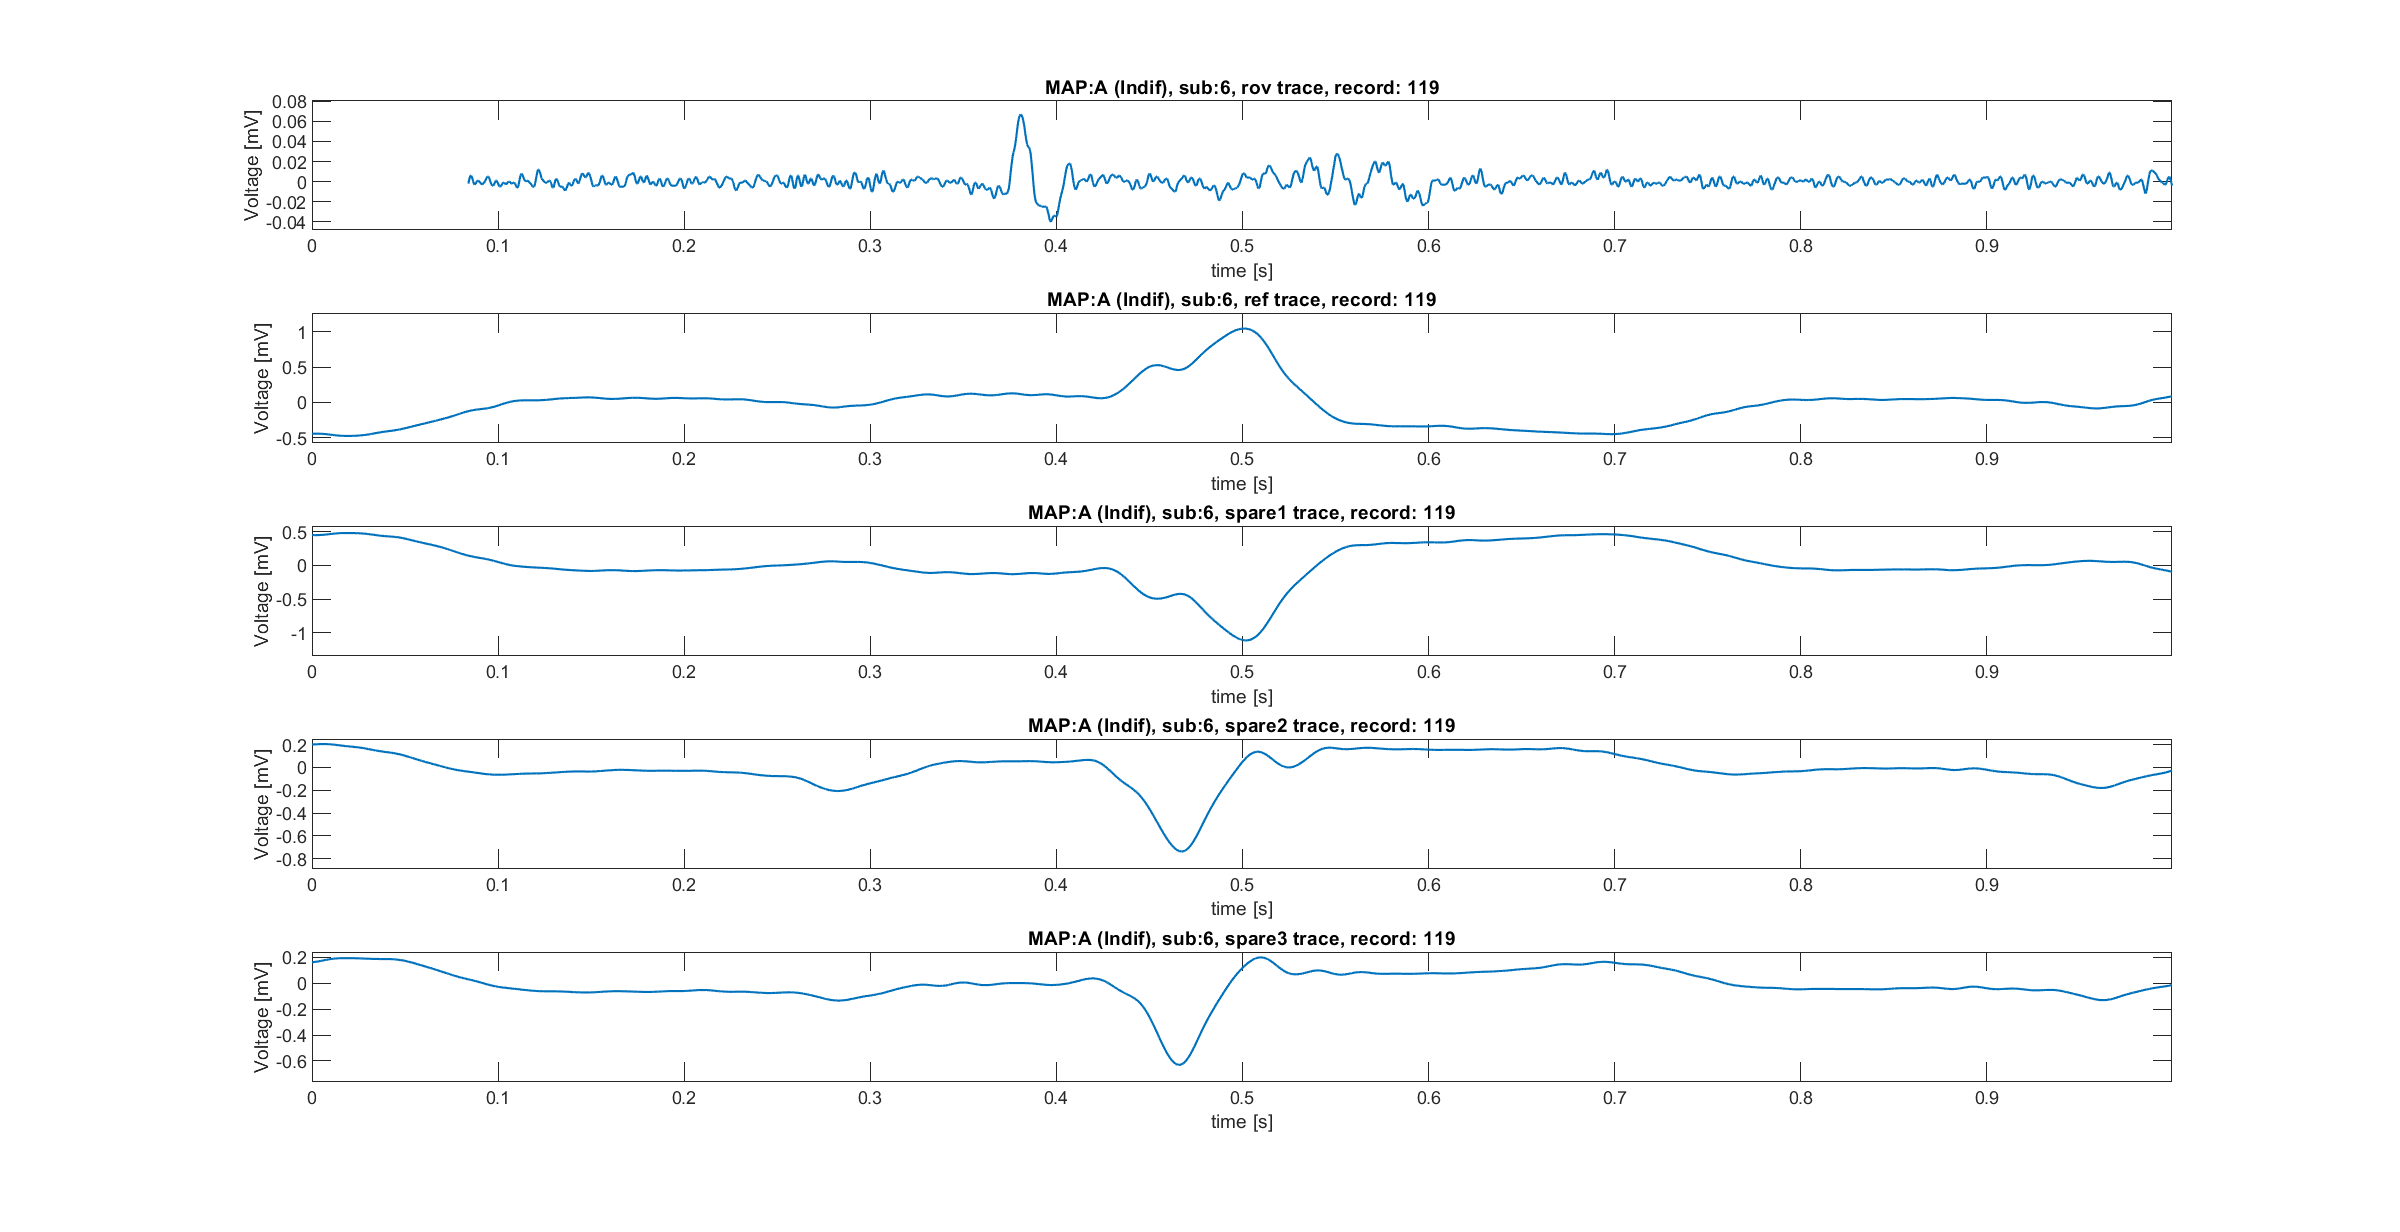 MAP:A (Indif), sub:6, rov trace, record: 119
Voltage [mV]
0.08
0.06
0.04
0.02
0
-0.02
-0.04
0 0.1 0.2 0.3 0.4 0.5 0.6 0.7 0.8 0.9
time [s]
MAP:A (Indif), sub:6, ref trace, record: 119
Voltage [mV]
1
0.5
0
-0.5
0 0.1 0.2 0.3 0.4 0.5 0.6 0.7 0.8 0.9
time [s]
MAP:A (Indif), sub:6, spare1 trace, record: 119
Voltage [mV]
0.5
0
-0.5
-1
0 0.1 0.2 0.3 0.4 0.5 0.6 0.7 0.8 0.9
time [s]
MAP:A (Indif), sub:6, spare2 trace, record: 119
Voltage [mV]
0.2
0
-0.2
-0.4
-0.6
-0.8
0 0.1 0.2 0.3 0.4 0.5 0.6 0.7 0.8 0.9
time [s]
MAP:A (Indif), sub:6, spare3 trace, record: 119
Voltage [mV]
0.2
0
-0.2
-0.4
-0.6
0 0.1 0.2 0.3 0.4 0.5 0.6 0.7 0.8 0.9
time [s]